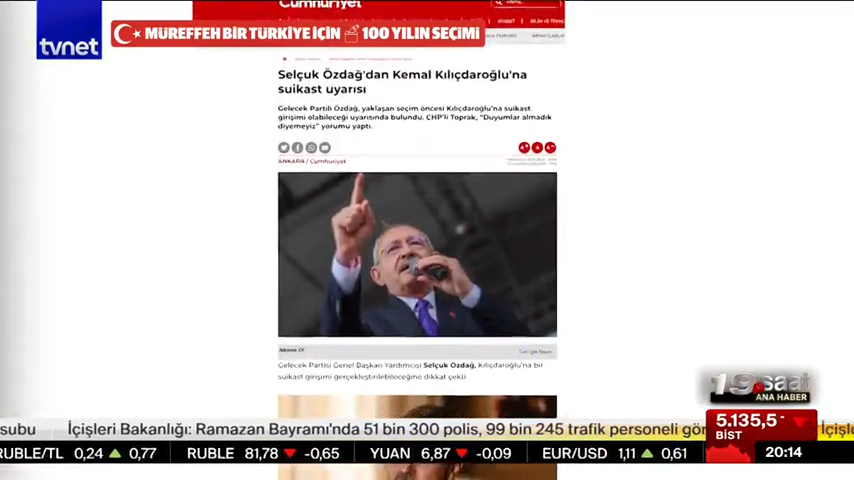 Cumhuriyet
tvnet
MÜREFFEH BİR TÜRKİYE İÇİN 100 YILIN SEÇİMİ
SİYASET
Selçuk Özdağ'dan Kemal Kılıçdaroğlu'na
suikast uyarısı
Gelecek Partili Özdağ, yaklaşan seçim öncesi Kılıçdaroğlu'na suikast
girişimi olabileceği uyarısında bulundu. CHP'li Toprak, "Duyumlar almadık
diyemeyiz" yorumu yaptı.
ANKARA / Cumhuriyet
Abone Ol
Google News
Gelecek Partisi Genel Başkan Yardımcısı Selçuk Özdağ, Kılıçdaroğlu'na bir
suikast girişimi gerçekleştirilebileceğine dikkat çekti
19.saat
ANA HABER
5.135,5
BİST
20:14
subu İçişleri Bakanlığı: Ramazan Bayramı'nda 51 bin 300 polis, 99 bin 245 trafik personeli gör İçişle
RUBLE/TL 0,24 0,77 RUBLE 81,78 -0,65 YUAN 6,87 -0,09 EUR/USD 1,11 0,61